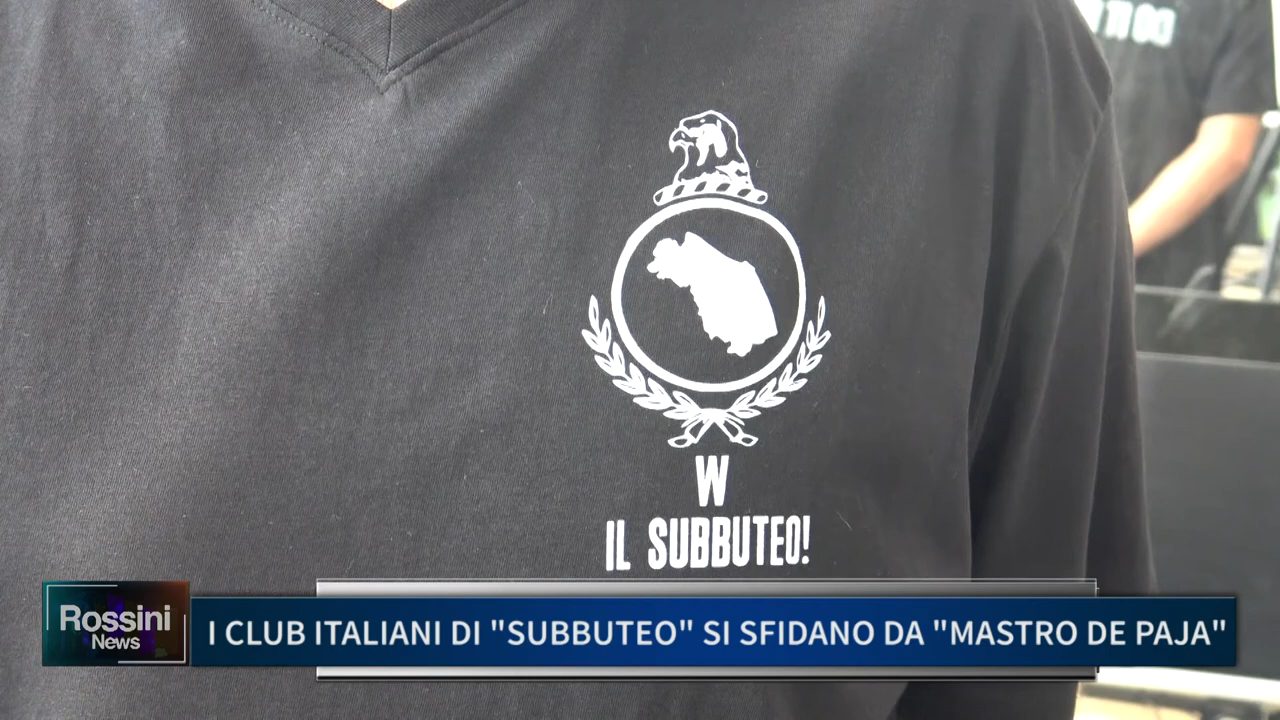 W
IL SUBBUTEO!
Rossini
News
I CLUB ITALIANI DI "SUBBUTEO" SI SFIDANO DA "MASTRO DE PAJA"